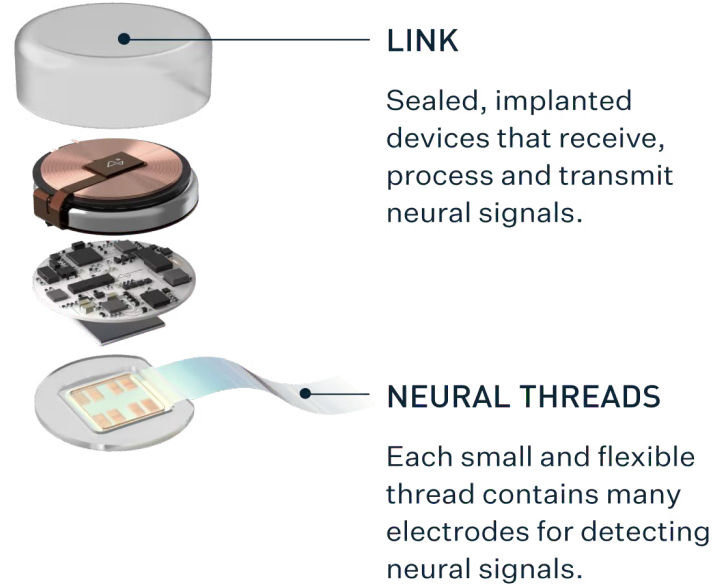 LINK
Sealed, implanted
devices that receive,
process and transmit
neural signals.
NEURAL THREADS
Each small and flexible
thread contains many
electrodes for detecting
neural signals.